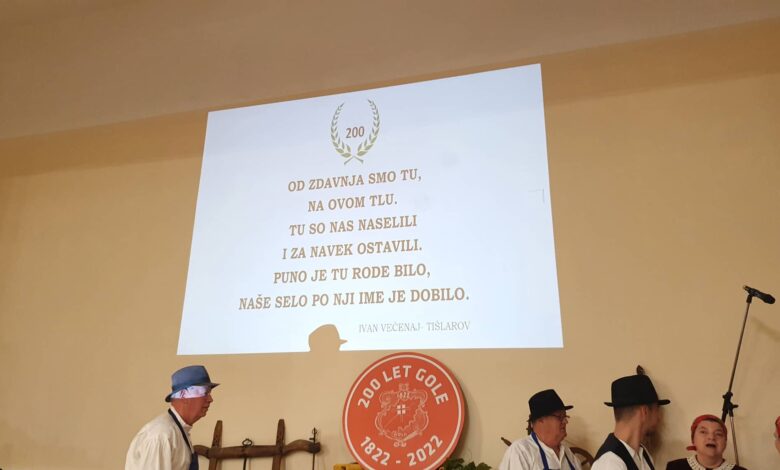 200
OD ZDAVNJA SMO TU,
NA OVOM TLU.
TU SO NAS NASELILI
I ZA NAVEK OSTAVILI.
PUNO JE TU RODE BILO,
NAŠE SELO PO NJI IME JE DOBILO.
IVAN VEČENAJ- TIŠLAROV
200 LET GOLE
1822 - 2022